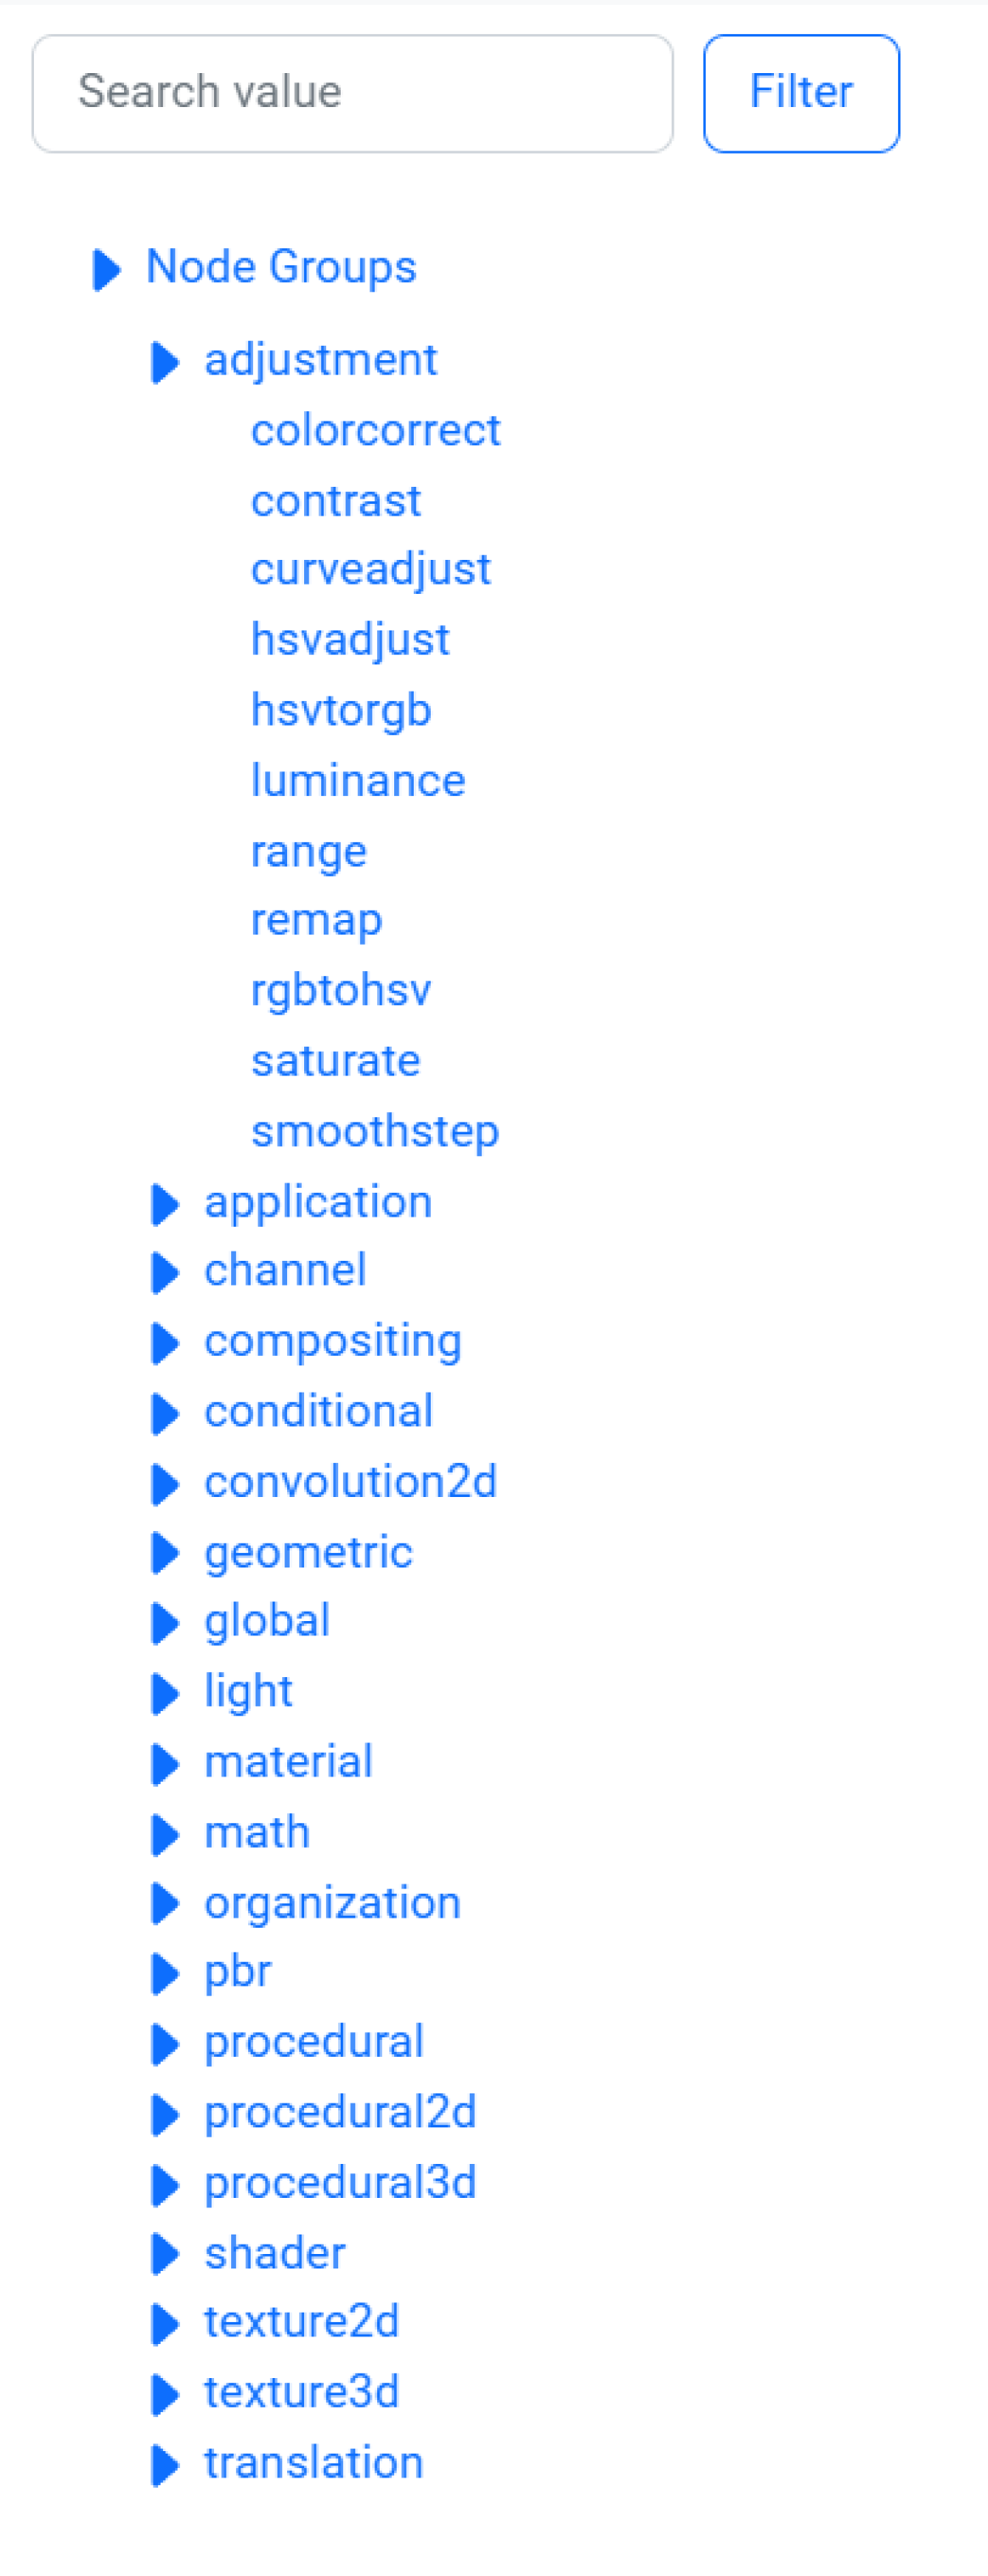 Search value Filter
Node Groups
adjustment
colorcorrect
contrast
curveadjust
hsvadjust
hsvtorgb
luminance
range
remap
rgbtohsv
saturate
smoothstep
application
channel
compositing
conditional
convolution2d
geometric
global
light
material
math
organization
pbr
procedural
procedural2d
procedural3d
shader
texture2d
texture3d
translation